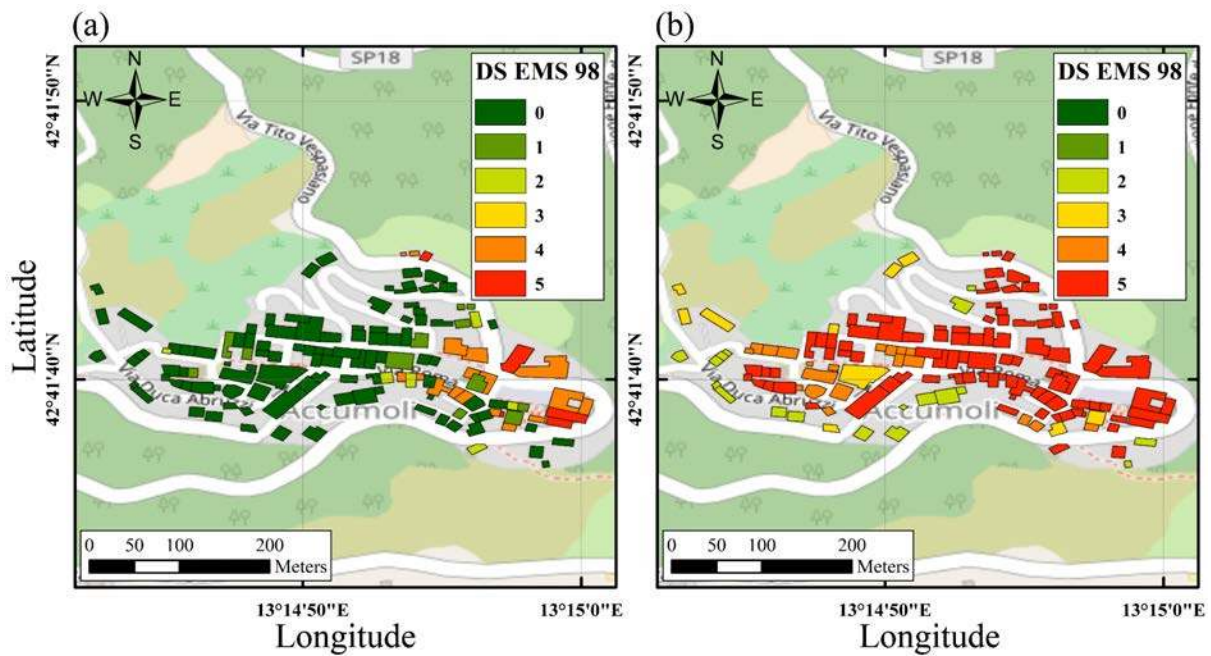 (a)
(b)
SP18
DS EMS 98
0
1
2
3
4
5
N
W E
S
Via Tito Vespasiano
Via Duca Abruzzi
Accumoli
42°41'50"N
42°41'40"N
Latitude
0 50 100 200
Meters
13°14'50"E
13°15'0"E
Longitude
SP18
DS EMS 98
0
1
2
3
4
5
N
W E
S
Via Tito Vespasiano
Via Duca Abruzzi
Accumoli
42°41'50"N
42°41'40"N
0 50 100 200
Meters
13°14'50"E
13°15'0"E
Longitude